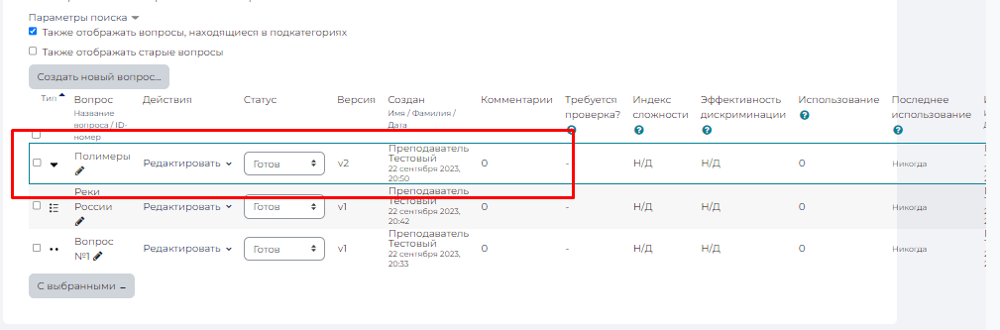 Параметры поиска
Также отображать вопросы, находящиеся в подкатегориях
Также отображать старые вопросы
Создать новый вопрос...
Тип Вопрос Действия Статус Версия Создан Комментарии Требуется проверка? Индекс сложности Эффективность дискриминации Использование Последнее использование
Название вопроса / ID-номер Имя / Фамилия / Дата
Полимеры Редактировать Готов v2 Преподаватель Тестовый 22 сентября 2023, 20:50 0 - Н/Д Н/Д 0 Никогда
Реки России Редактировать Готов v1 Преподаватель Тестовый 22 сентября 2023, 20:42 0 - Н/Д Н/Д 0 Никогда
Вопрос №1 Редактировать Готов v1 Преподаватель Тестовый 22 сентября 2023, 20:33 0 - Н/Д Н/Д 0 Никогда
С выбранными